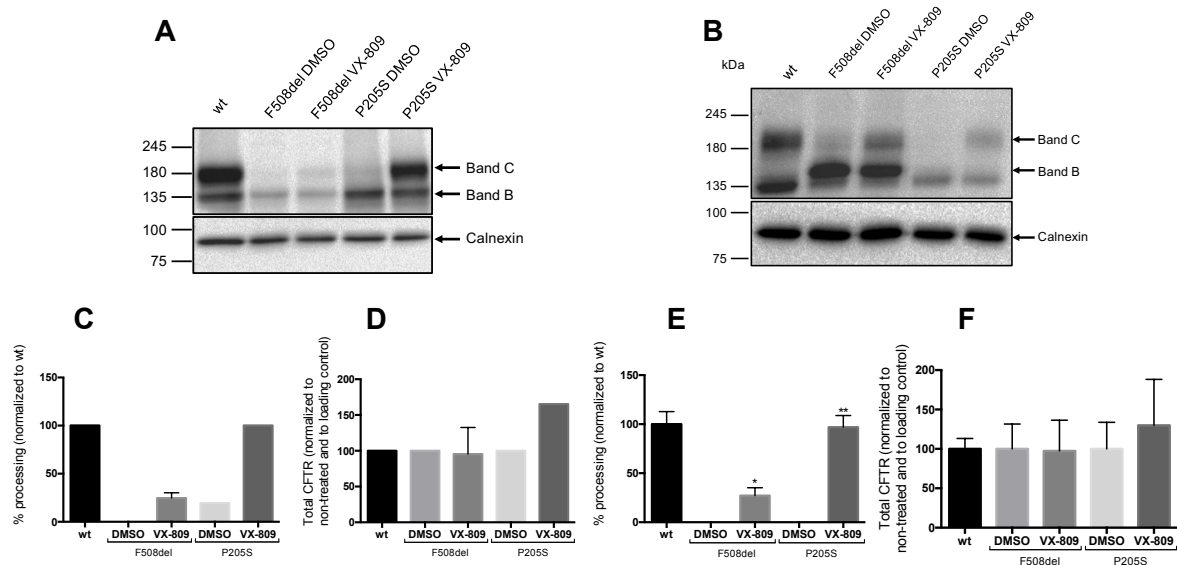 A
wt
F508del DMSO
F508del VX-809
P205S DMSO
P205S VX-809
245
180
135
100
75
Band C
Band B
Calnexin
B
kDa
wt
F508del DMSO
F508del VX-809
P205S DMSO
P205S VX-809
245
180
135
100
75
Band C
Band B
Calnexin
C
% processing (normalized to wt)
150
100
50
0
wt
DMSO VX-809 DMSO VX-809
F508del P205S
D
Total CFTR (normalized to
non-treated and to loading control)
200
150
100
50
0
wt
DMSO VX-809 DMSO VX-809
F508del P205S
E
% processing (normalized to wt)
150
100
50
0
*
**
wt
DMSO VX-809 DMSO VX-809
F508del P205S
F
Total CFTR (normalized to
non-treated and to loading control)
200
150
100
50
0
wt
DMSO VX-809 DMSO VX-809
F508del P205S